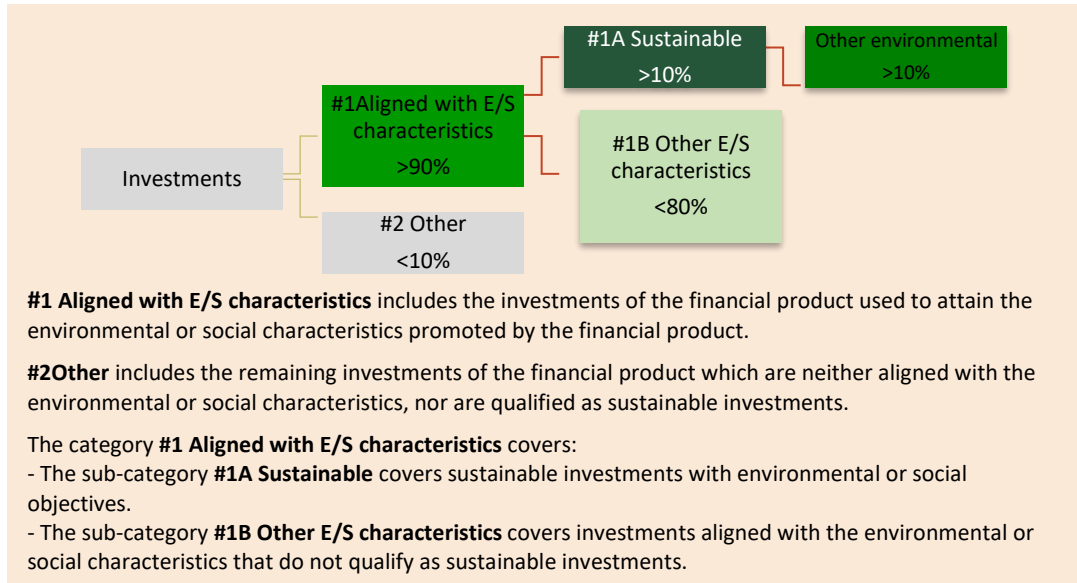 #1A Sustainable
>10%
Other environmental
>10%
#1Aligned with E/S
characteristics
>90%
#1B Other E/S
characteristics
<80%
Investments
#2 Other
<10%
#1 Aligned with E/S characteristics includes the investments of the financial product used to attain the
environmental or social characteristics promoted by the financial product.
#2Other includes the remaining investments of the financial product which are neither aligned with the
environmental or social characteristics, nor are qualified as sustainable investments.
The category #1 Aligned with E/S characteristics covers:
- The sub-category #1A Sustainable covers sustainable investments with environmental or social
objectives.
- The sub-category #1B Other E/S characteristics covers investments aligned with the environmental or
social characteristics that do not qualify as sustainable investments.